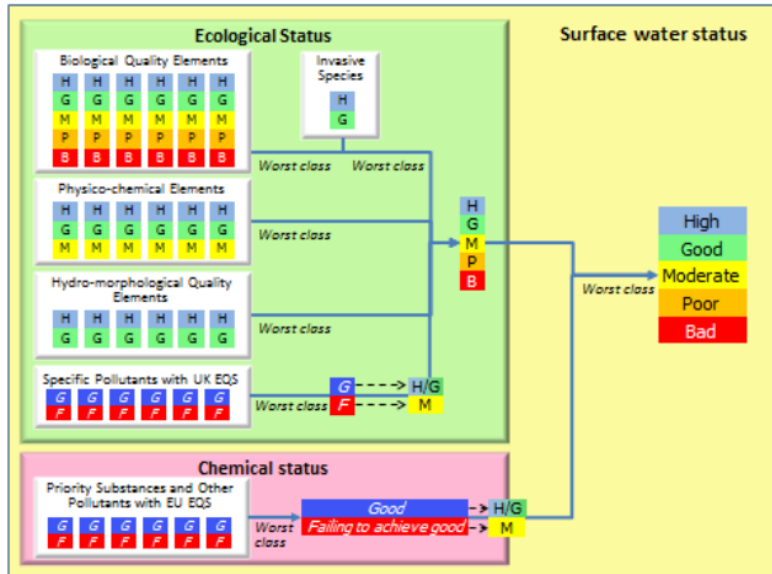 Ecological Status
Surface water status
Biological Quality Elements
H H H H H H
G G G G G G
M M M M M M
P P P P P P
B B B B B B
Invasive
Species
H
G
Worst class
Worst class
Physico-chemical Elements
H H H H H H
G G G G G G
M M M M M M
Worst class
Hydro-morphological Quality
Elements
H H H H H H
G G G G G G
Worst class
Specific Pollutants with UK EQS
G G G G G G
F F F F F F
Worst class
G
F
H/G
M
H
G
M
P
B
Worst class
High
Good
Moderate
Poor
Bad
Chemical status
Priority Substances and Other
Pollutants with EU EQS
G G G G G G
F F F F F F
Worst
class
Good
Failing to achieve good
H/G
M